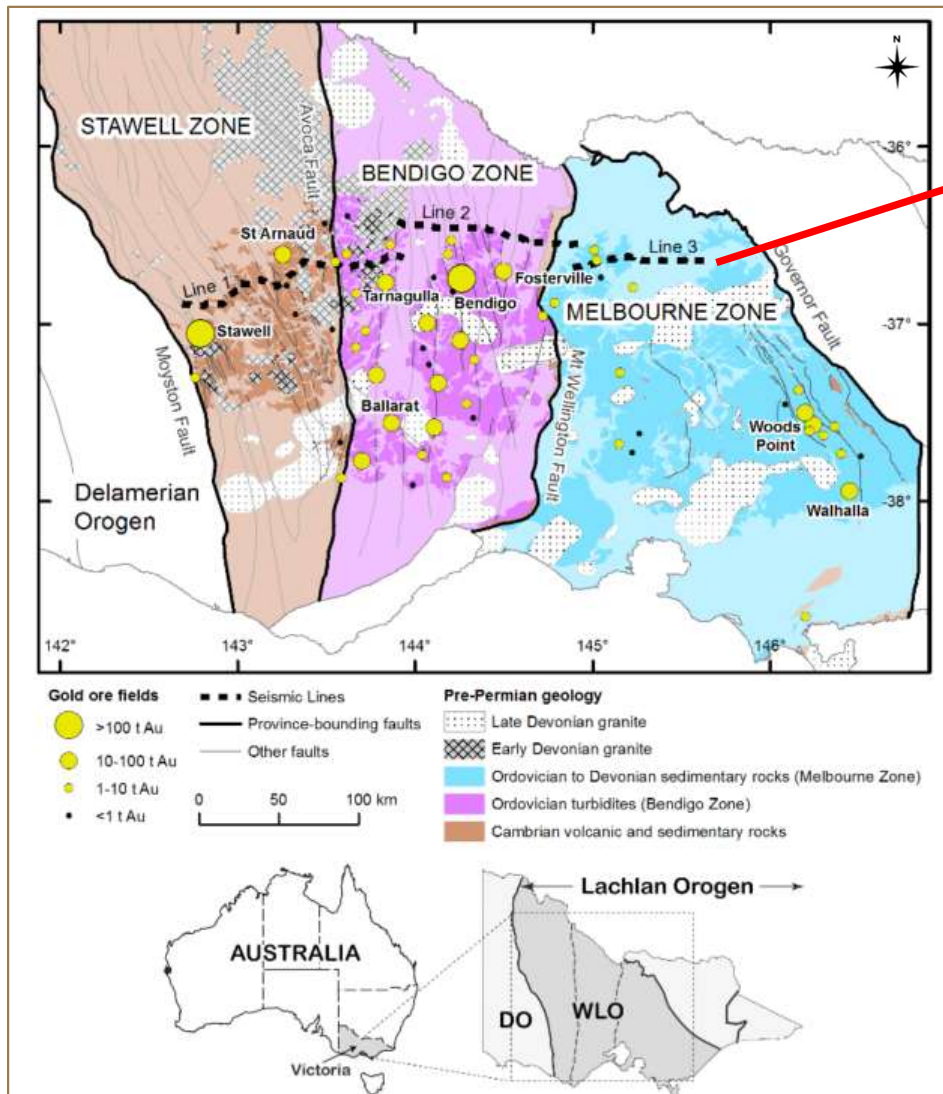 N
STAWELL ZONE
Avoca Fault
-36°
BENDIGO ZONE
Line 2
St Arnaud
Line 3
Governor Fault
Line 1
Fosterville
Tarnagulla
Bendigo
MELBOURNE ZONE
-37°
Stawell
Moyston Fault
Mt Wellington Fault
Ballarat
Woods
Point
Delamerian
Orogen
-38°
Walhalla
142°
143°
144°
145°
146°
Gold ore fields
>100 t Au
10-100 t Au
1-10 t Au
<1 t Au
Seismic Lines
Province-bounding faults
Other faults
0 50 100 km
Pre-Permian geology
Late Devonian granite
Early Devonian granite
Ordovician to Devonian sedimentary rocks (Melbourne Zone)
Ordovician turbidites (Bendigo Zone)
Cambrian volcanic and sedimentary rocks
Lachlan Orogen
AUSTRALIA
DO
WLO
Victoria